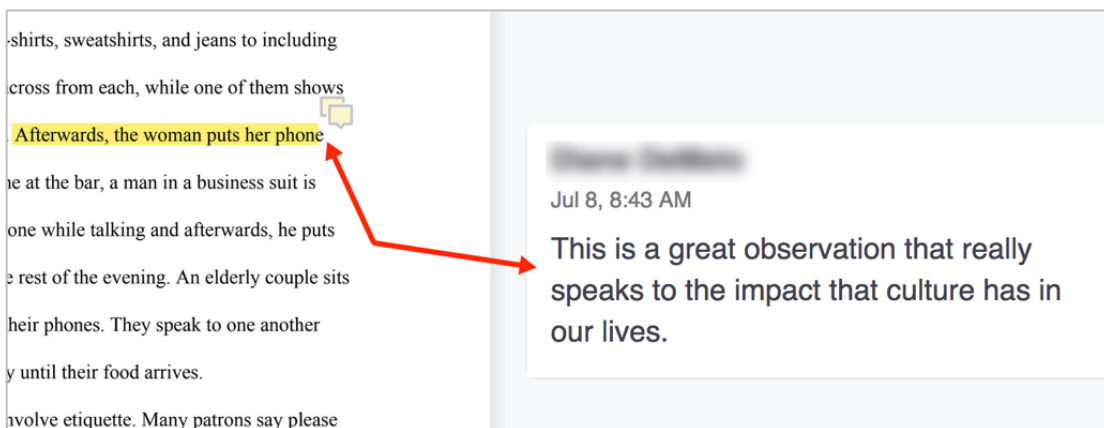 -shirts, sweatshirts, and jeans to including
cross from each, while one of them shows
Afterwards, the woman puts her phone
e at the bar, a man in a business suit is
one while talking and afterwards, he puts
e rest of the evening. An elderly couple sits
heir phones. They speak to one another
y until their food arrives.
nvolve etiquette. Many patrons say please
Jul 8, 8:43 AM
This is a great observation that really
speaks to the impact that culture has in
our lives.